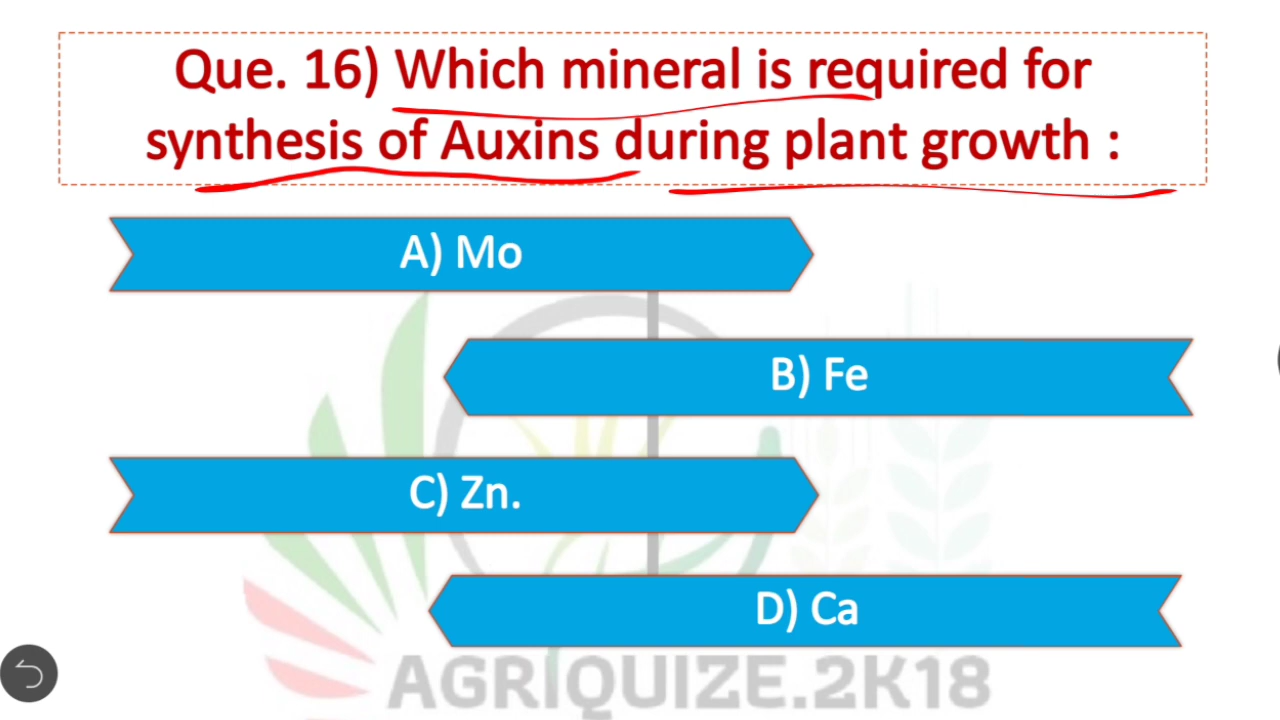 Que. 16) Which mineral is required for
synthesis of Auxins during plant growth :
A) Mo
B) Fe
C) Zn.
D) Ca
AGRIQUIZE.2K18